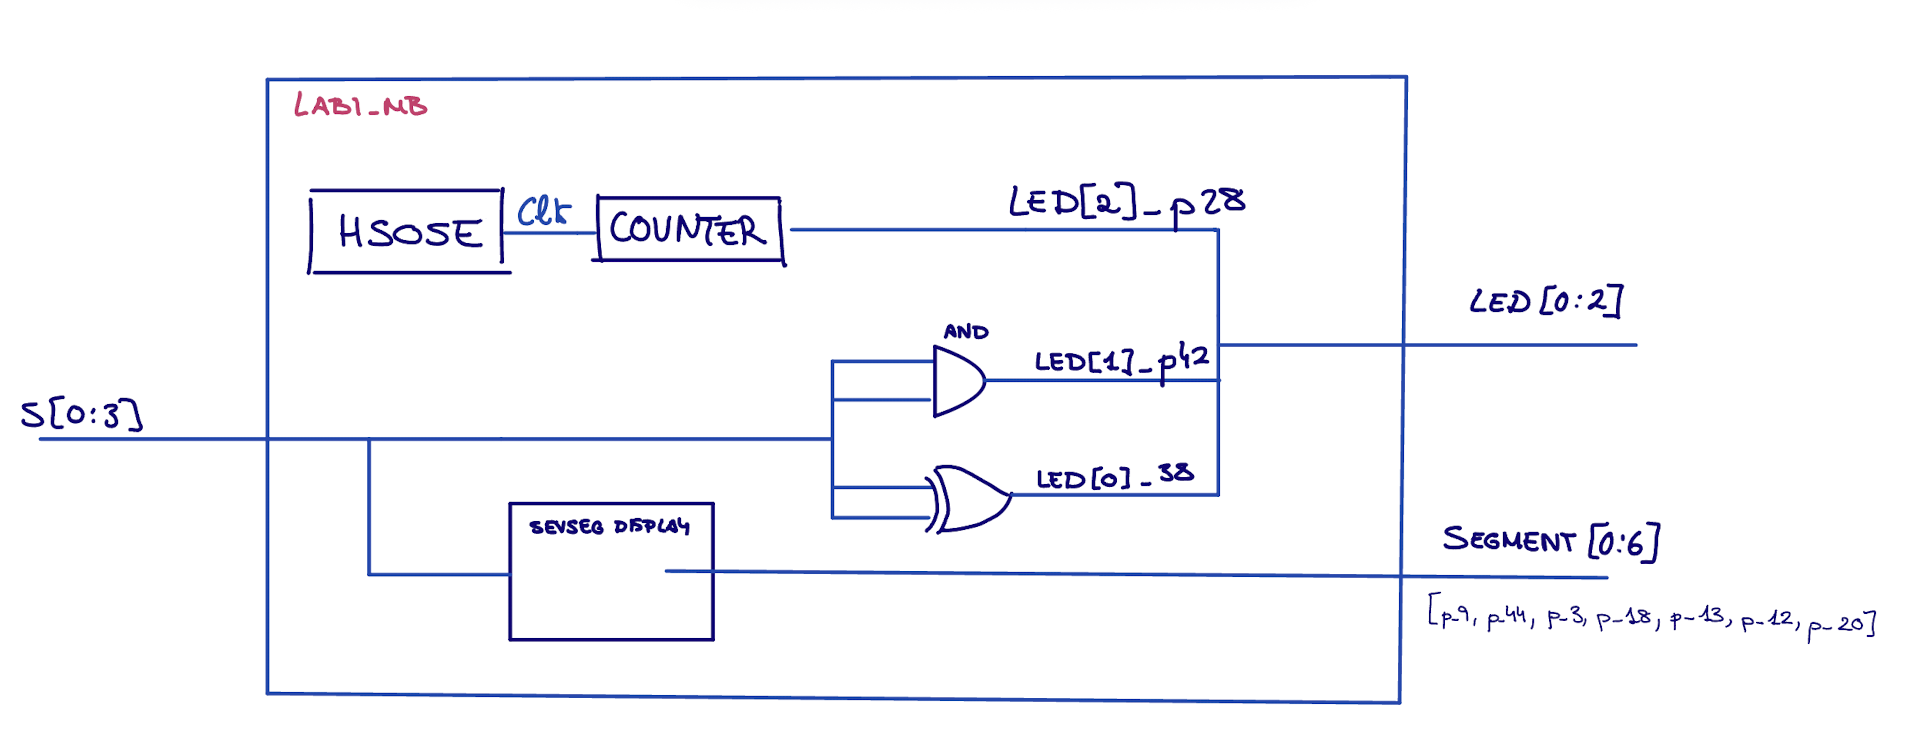 LAB1_MB
HSOSE
Clk
COUNTER
LED[2]_p28
AND
LED[1]_p42
LED[0:2]
S[0:3]
LED[0]_38
SEVSEG DISPLAY
SEGMENT [0:6]
[p-9, p-44, p-3, p-18, p-13, p-12, p-20]